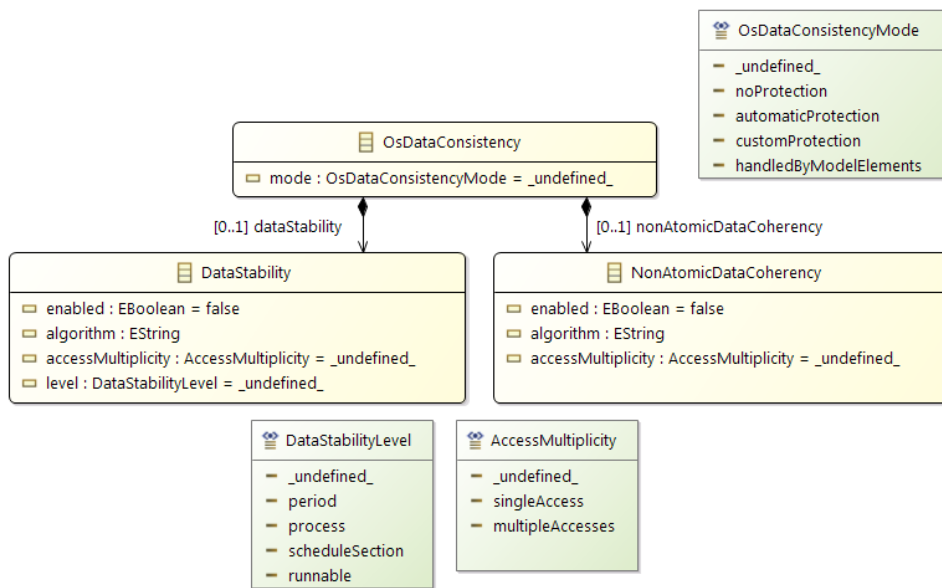 OsDataConsistencyMode
_undefined_
noProtection
automaticProtection
customProtection
handledByModelElements
OsDataConsistency
mode : OsDataConsistencyMode = _undefined_
[0..1] dataStability
[0..1] nonAtomicDataCoherency
DataStability
enabled : EBoolean = false
algorithm : EString
accessMultiplicity : AccessMultiplicity = _undefined_
level : DataStabilityLevel = _undefined_
NonAtomicDataCoherency
enabled : EBoolean = false
algorithm : EString
accessMultiplicity : AccessMultiplicity = _undefined_
DataStabilityLevel
_undefined_
period
process
scheduleSection
runnable
AccessMultiplicity
_undefined_
singleAccess
multipleAccesses